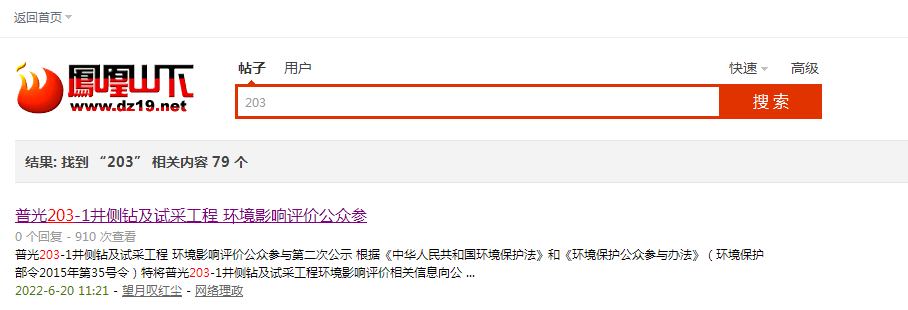 返回首页
鳳凰山下
www.dz19.net
帖子 用户 快速 高级
203 搜索
结果: 找到 “203” 相关内容 79 个
普光203-1井侧钻及试采工程 环境影响评价公众参
0 个回复 - 910 次查看
普光203-1井侧钻及试采工程 环境影响评价公众参与第二次公示 根据《中华人民共和国环境保护法》和《环境保护公众参与办法》（环境保护
部令2015年第35号令）特将普光203-1井侧钻及试采工程环境影响评价相关信息向公 ...
2022-6-20 11:21 - 望月叹红尘 - 网络理政